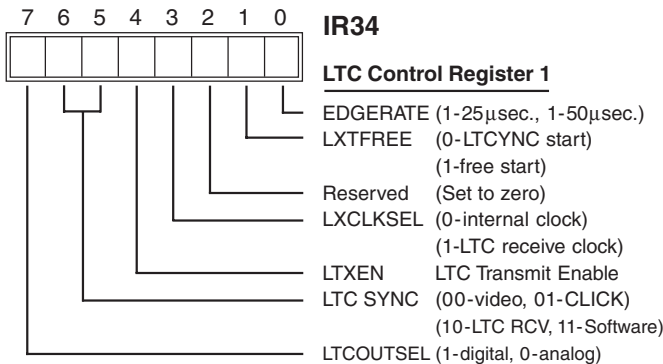 7 6 5 4 3 2 1 0
IR34
LTC Control Register 1
EDGERATE (1-25μsec., 1-50μsec.)
LXTFREE (0-LTCYNC start)
(1-free start)
Reserved (Set to zero)
LXCLKSEL (0-internal clock)
(1-LTC receive clock)
LTXEN LTC Transmit Enable
LTC SYNC (00-video, 01-CLICK)
(10-LTC RCV, 11-Software)
LTCOUTSEL (1-digital, 0-analog)